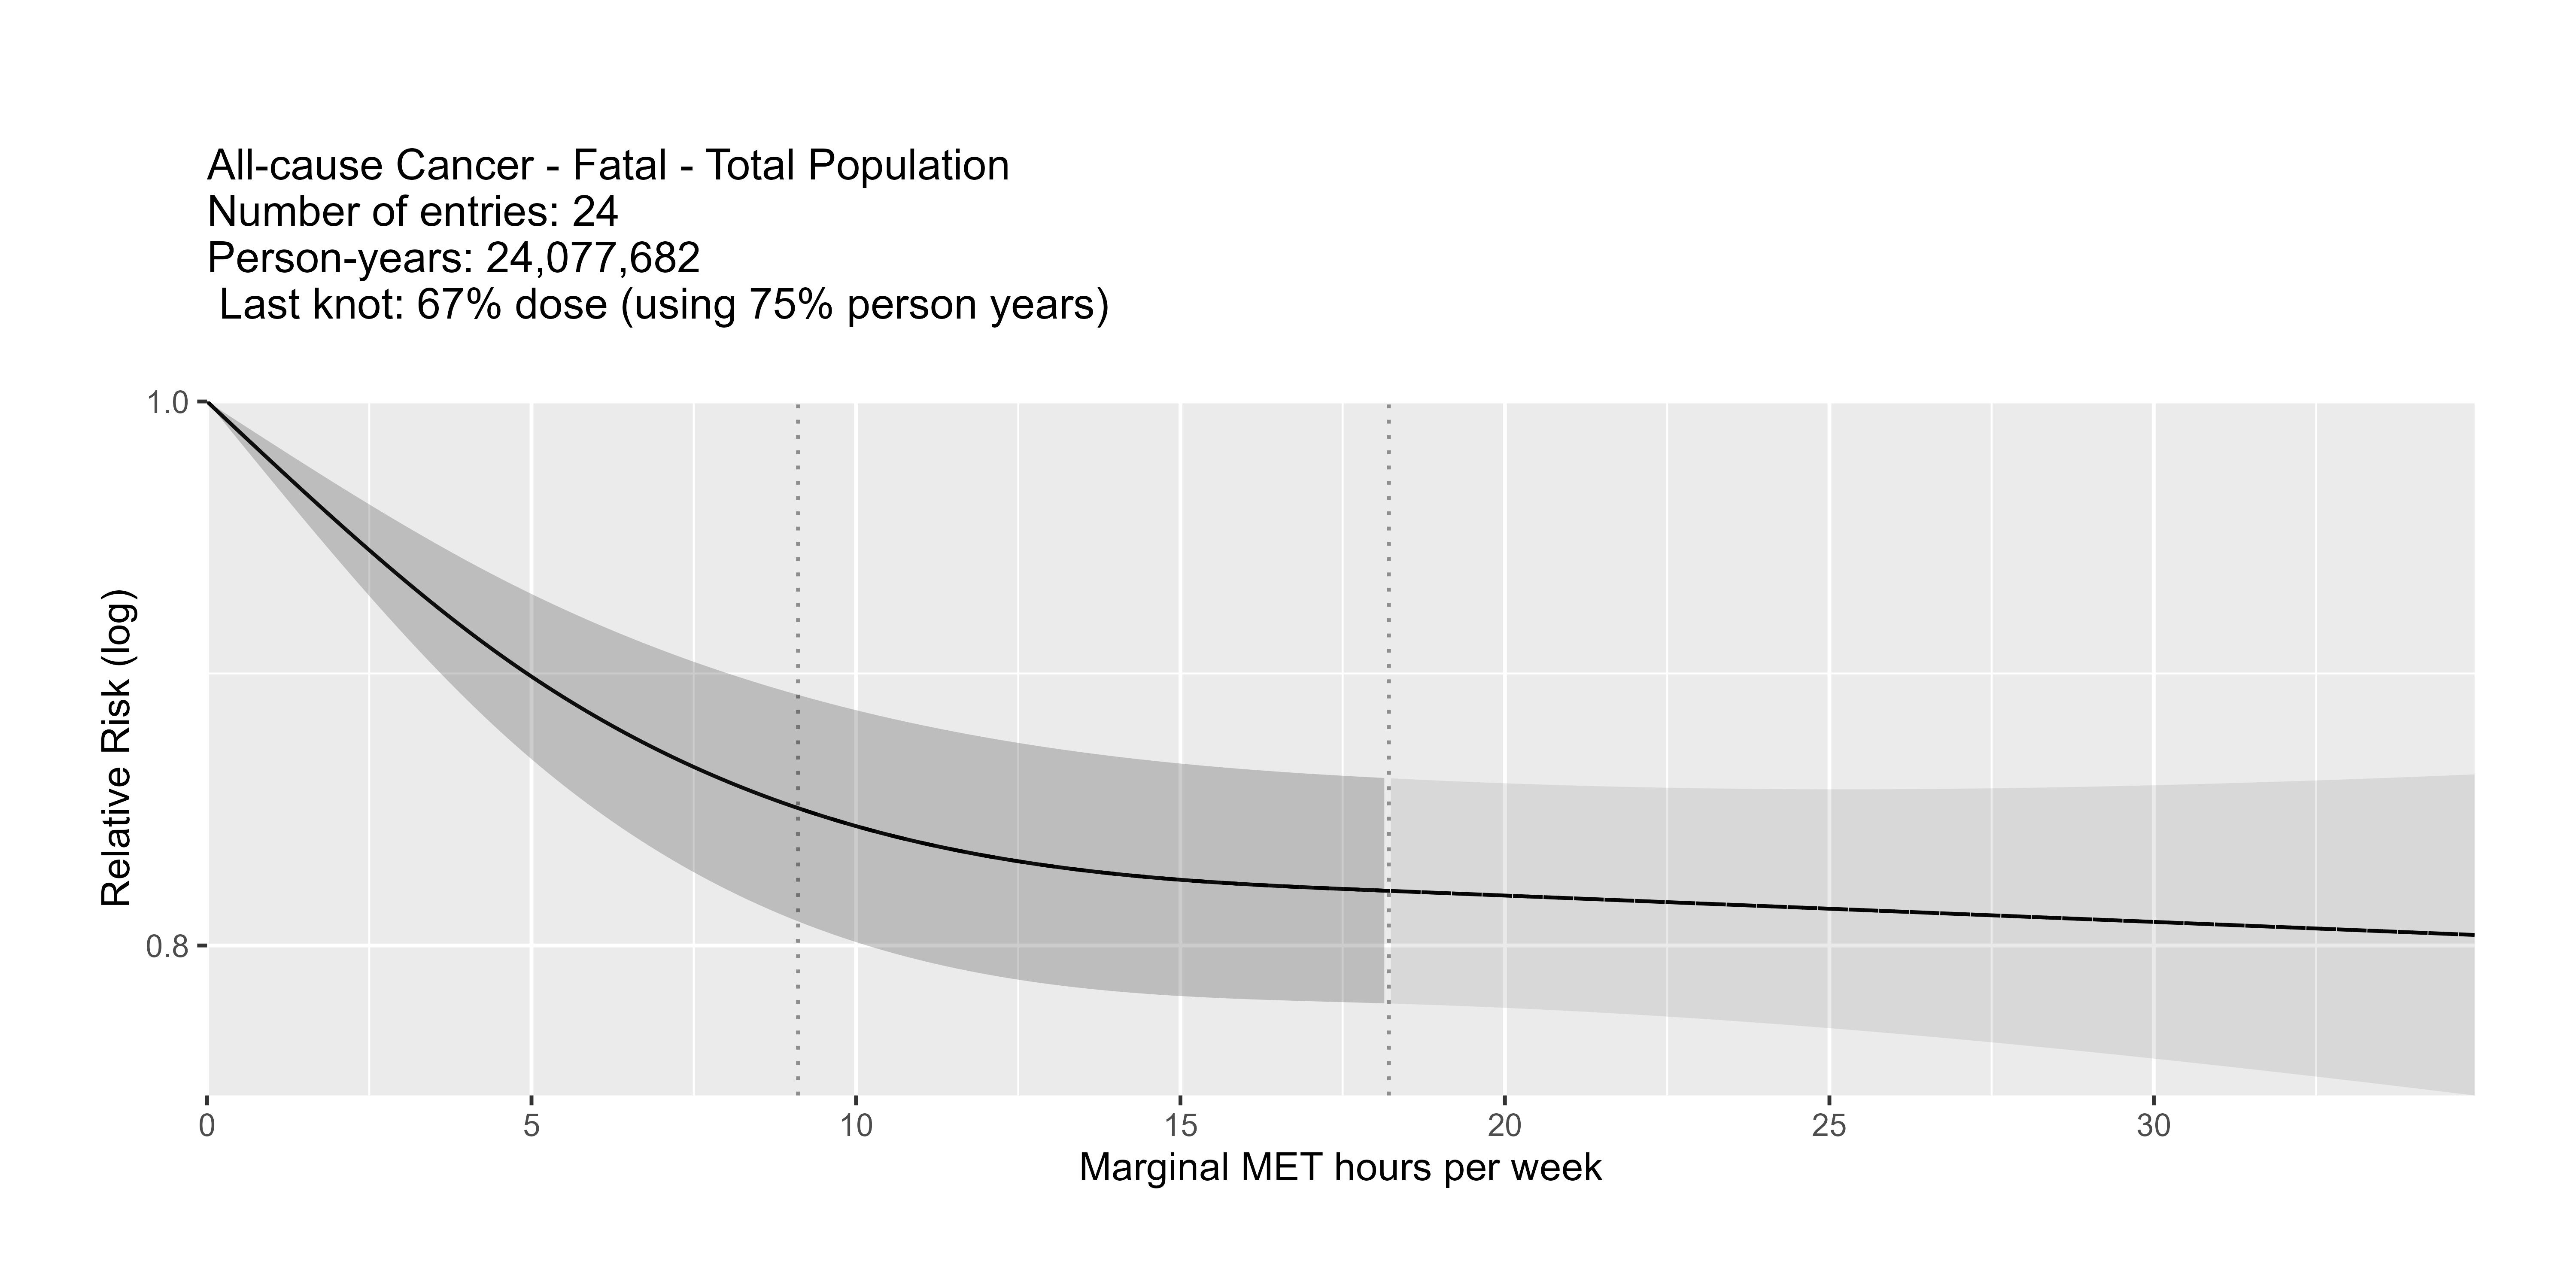 All-cause Cancer - Fatal - Total Population
Number of entries: 24
Person-years: 24,077,682
Last knot: 67% dose (using 75% person years)
1.0
0.8
Relative Risk (log)
0 5 10 15 20 25 30
Marginal MET hours per week